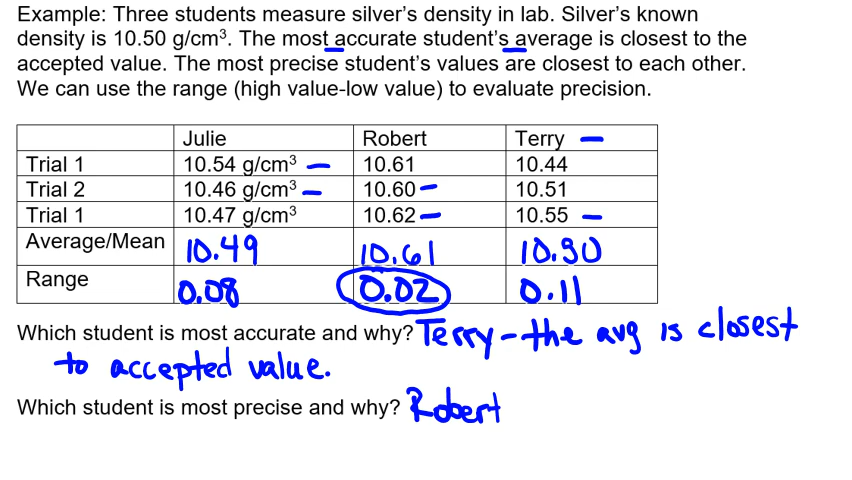 Example: Three students measure silver's density in lab. Silver's known
density is 10.50 g/cm³. The most accurate student's average is closest to the
accepted value. The most precise student's values are closest to each other.
We can use the range (high value-low value) to evaluate precision.
Julie Robert Terry
Trial 1 10.54 g/cm³ 10.61 10.44
Trial 2 10.46 g/cm³ 10.60 10.51
Trial 1 10.47 g/cm³ 10.62 10.55
Average/Mean 10.49 10.61 10.50
Range 0.08 0.02 0.11
Which student is most accurate and why? Terry - the avg is closest
to accepted value.
Which student is most precise and why? Robert